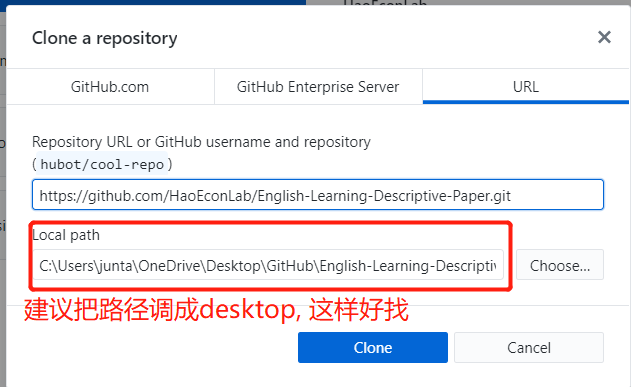 HaoEconLab
Clone a repository
GitHub.com
GitHub Enterprise Server
URL
Repository URL or GitHub username and repository
(hubot/cool-repo)
https://github.com/HaoEconLab/English-Learning-Descriptive-Paper.git
Local path
C:\Users\junta\OneDrive\Desktop\GitHub\English-Learning-Descriptiv
Choose...
建议把路径调成desktop, 这样好找
Clone
Cancel